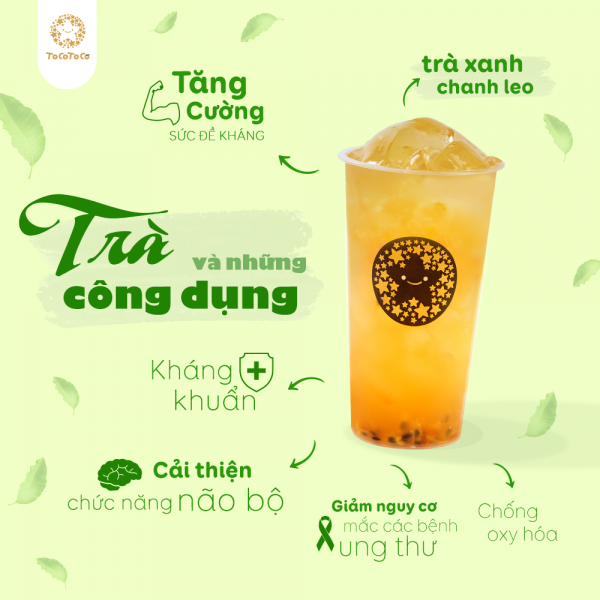 ToCoToCo
Tăng
Cường
SỨC ĐỀ KHÁNG
trà xanh
chanh leo
Trà
và những
công dụng
Kháng
khuẩn
Cải thiện
chức năng não bộ
Giảm nguy cơ
mắc các bệnh
ung thư
Chống
oxy hóa